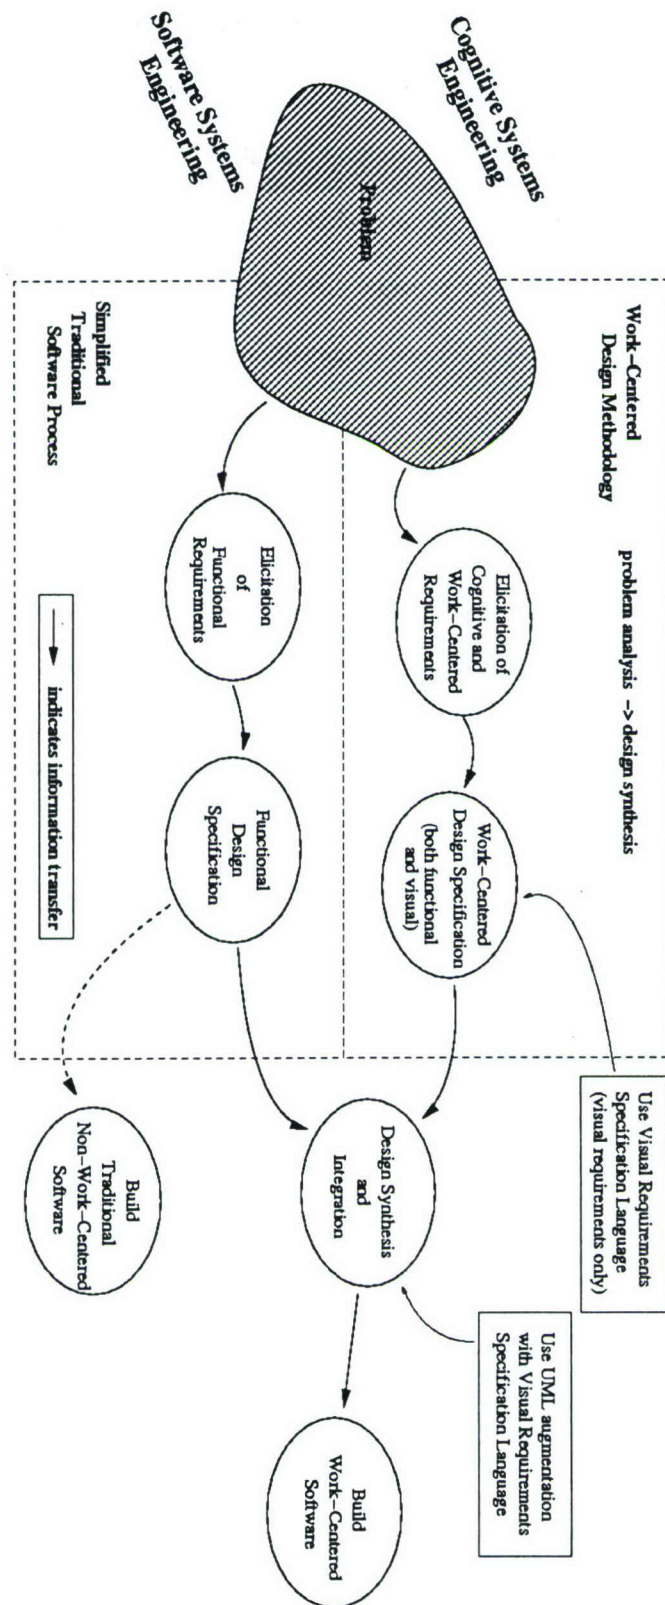 Cognitive Systems
Engineering
Software Systems
Engineering
Problem
Work-Centered
Design Methodology
problem analysis -> design synthesis
Elicitation of
Cognitive and
Work-Centered
Requirements
Work-Centered
Design Specification
(both functional
and visual)
Use Visual Requirements
Specification Language
(visual requirements only)
Use UML augmentation
with Visual Requirements
Specification Language
Design Synthesis
and
Integration
Build
Work-Centered
Software
Elicitation
of
Functional
Requirements
Functional
Design
Specification
Build
Traditional
Non-Work-Centered
Software
Simplified
Traditional
Software Process
indicates information transfer